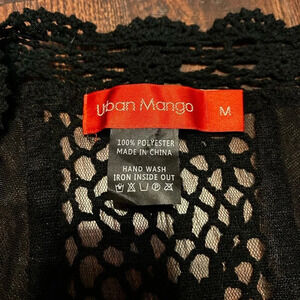 Urban Mango
M
100% POLYESTER
MADE IN CHINA
HAND WASH
IRON INSIDE OUT